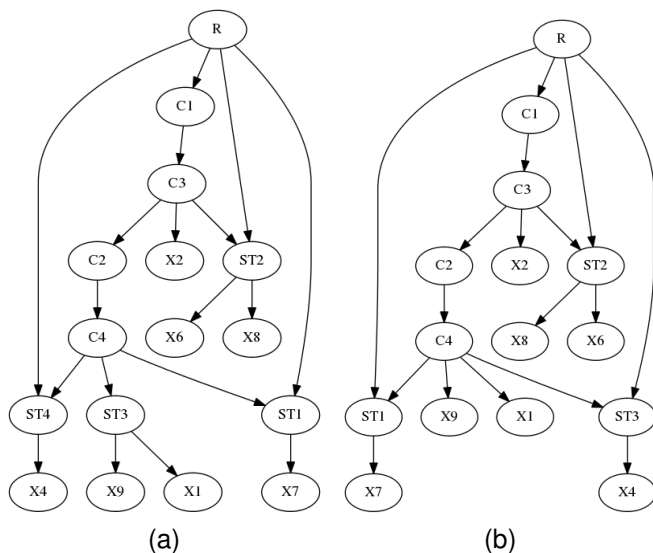 R
C1
C3
C2 X2 ST2
X6 X8
C4
ST4 ST3 ST1
X4 X9 X1 X7
(a)
R
C1
C3
C2 X2 ST2
C4 X8 X6
ST1 X9 X1 ST3
X7 X4
(b)